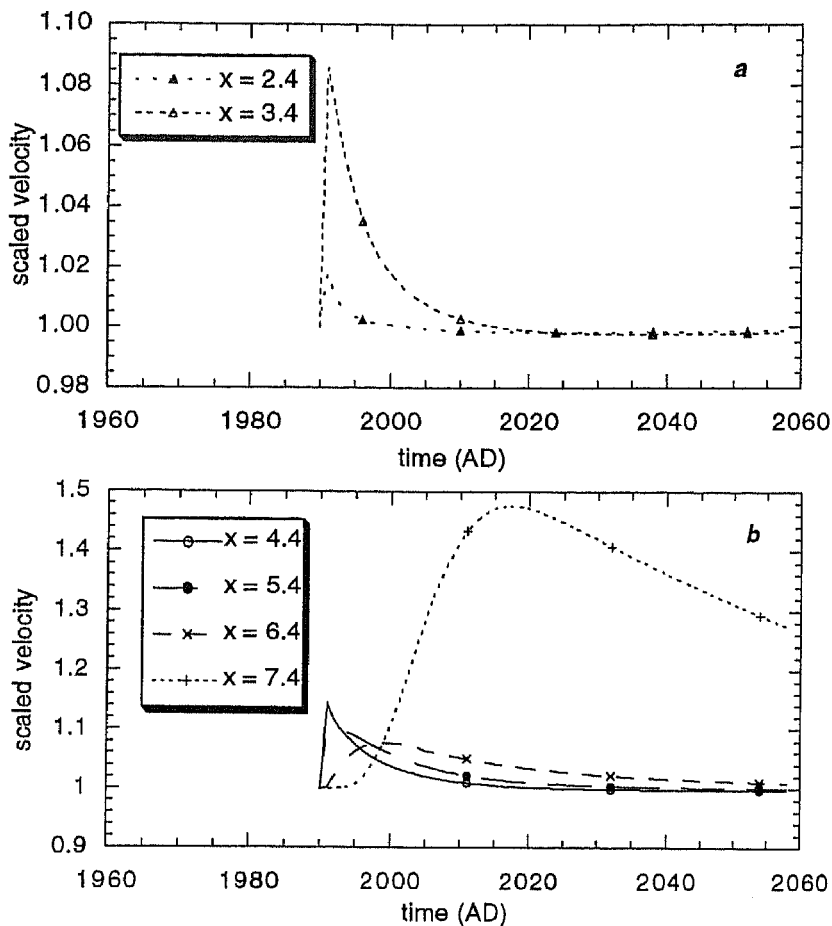 1.10
1.08
1.06
1.04
1.02
1.00
0.98
scaled velocity
x = 2.4
x = 3.4
a
1960 1980 2000 2020 2040 2060
time (AD)
1.5
1.4
1.3
1.2
1.1
1
0.9
scaled velocity
x = 4.4
x = 5.4
x = 6.4
x = 7.4
b
1960 1980 2000 2020 2040 2060
time (AD)